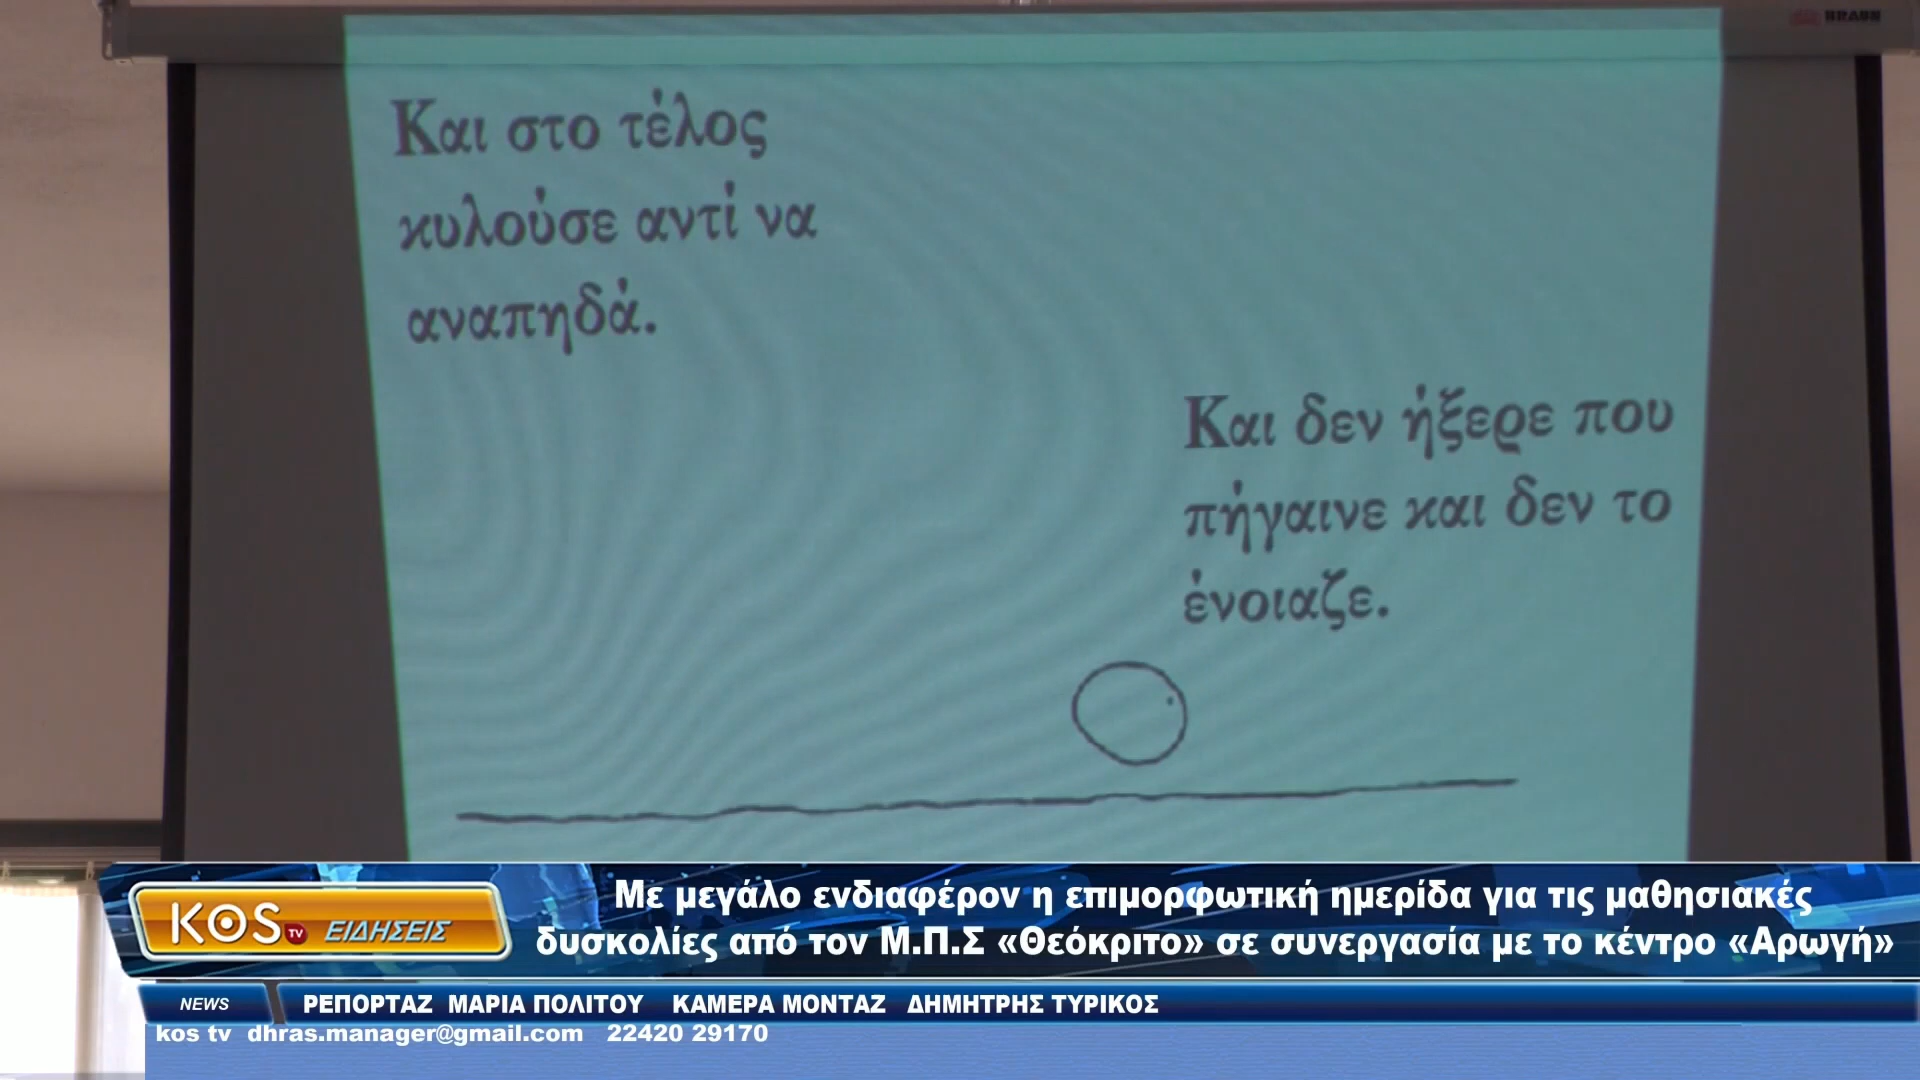 BRAUN
Και στο τέλος
κυλούσε αντί να
αναπηδά.
Και δεν ήξερε που
πήγαινε και δεν το
ένοιαζε.
KOS TV ΕΙΔΗΣΕΙΣ
Με μεγάλο ενδιαφέρον η επιμορφωτική ημερίδα για τις μαθησιακές
δυσκολίες από τον Μ.Π.Σ «Θεόκριτο» σε συνεργασία με το κέντρο «Αρωγή»
NEWS ΡΕΠΟΡΤΑΖ ΜΑΡΙΑ ΠΟΛΙΤΟΥ ΚΑΜΕΡΑ ΜΟΝΤΑΖ ΔΗΜΗΤΡΗΣ ΤΥΡΙΚΟΣ
kos tv dhras.manager@gmail.com 22420 29170